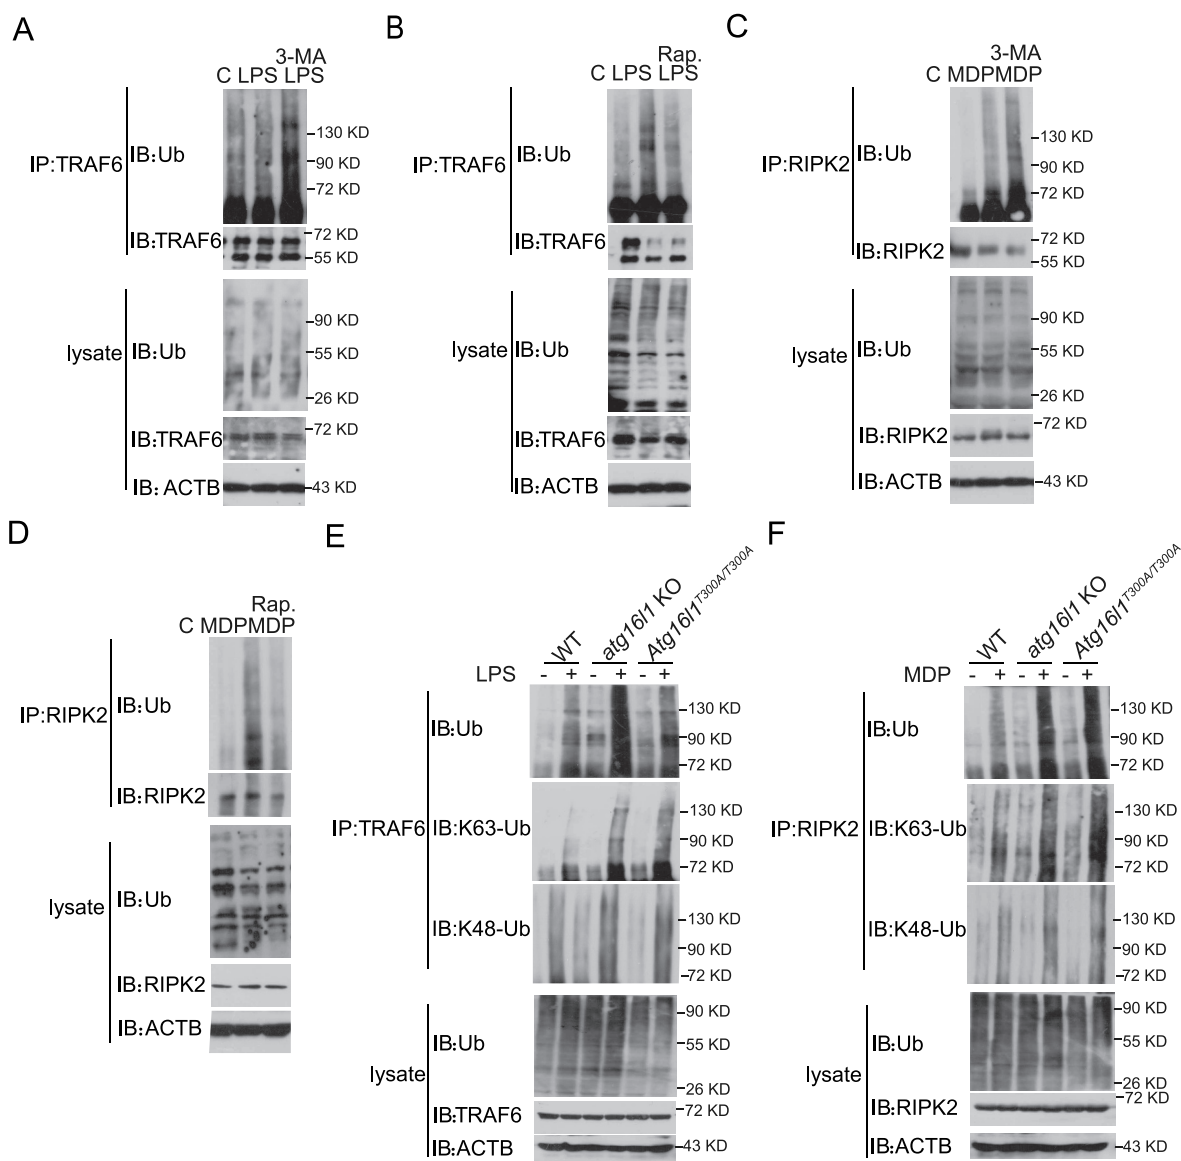 A
3-MA
C LPS LPS
IP:TRAF6
IB:Ub
130 KD
90 KD
72 KD
IB:TRAF6
72 KD
55 KD
lysate
IB:Ub
90 KD
55 KD
26 KD
IB:TRAF6
72 KD
IB:ACTB
43 KD
B
Rap.
C LPS LPS
IP:TRAF6
IB:Ub
IB:TRAF6
lysate
IB:Ub
IB:TRAF6
IB:ACTB
C
3-MA
C MDPMDP
IP:RIPK2
IB:Ub
130 KD
90 KD
72 KD
IB:RIPK2
72 KD
55 KD
lysate
IB:Ub
90 KD
55 KD
26 KD
IB:RIPK2
72 KD
IB:ACTB
43 KD
D
Rap.
C MDPMDP
IP:RIPK2
IB:Ub
IB:RIPK2
lysate
IB:Ub
IB:RIPK2
IB:ACTB
E
WT
atg16l1 KO
Atg16l1T300A/T300A
LPS - + - + - +
IP:TRAF6
IB:Ub
130 KD
90 KD
72 KD
IB:K63-Ub
130 KD
90 KD
72 KD
IB:K48-Ub
130 KD
90 KD
72 KD
lysate
IB:Ub
90 KD
55 KD
26 KD
IB:TRAF6
72 KD
IB:ACTB
43 KD
F
WT
atg16l1 KO
Atg16l1T300A/T300A
MDP - + - + - +
IP:RIPK2
IB:Ub
130 KD
90 KD
72 KD
IB:K63-Ub
130 KD
90 KD
72 KD
IB:K48-Ub
130 KD
90 KD
72 KD
lysate
IB:Ub
90 KD
55 KD
26 KD
IB:RIPK2
72 KD
IB:ACTB
43 KD